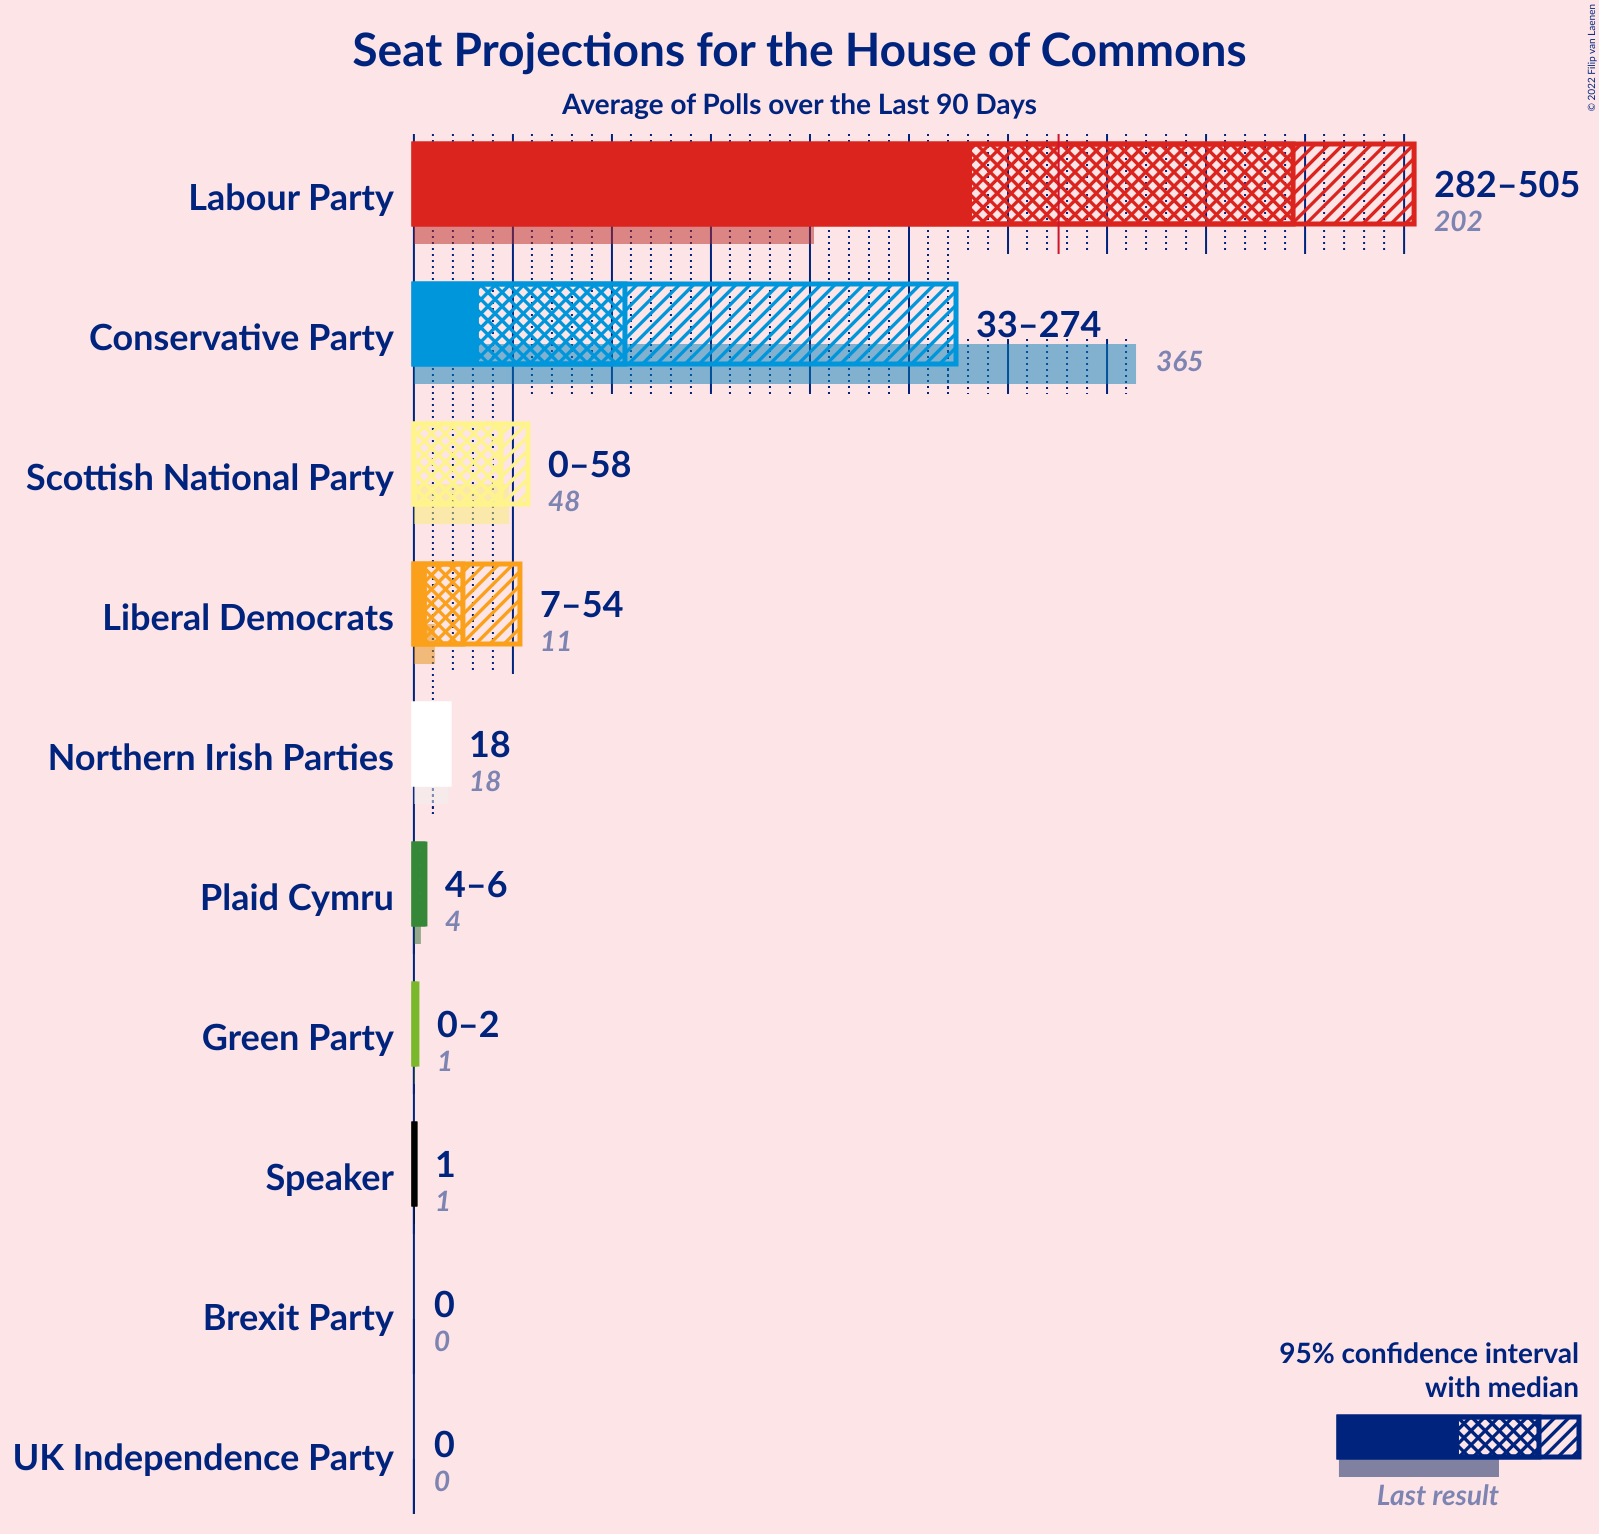 Seat Projections for the House of Commons
Average of Polls over the Last 90 Days
© 2022 Filip van Laenen
Labour Party
282–505
202
Conservative Party
33–274
365
Scottish National Party
0–58
48
Liberal Democrats
7–54
11
Northern Irish Parties
18
18
Plaid Cymru
4–6
4
Green Party
0–2
1
Speaker
1
1
Brexit Party
0
0
UK Independence Party
0
0
95% confidence interval
with median
Last result